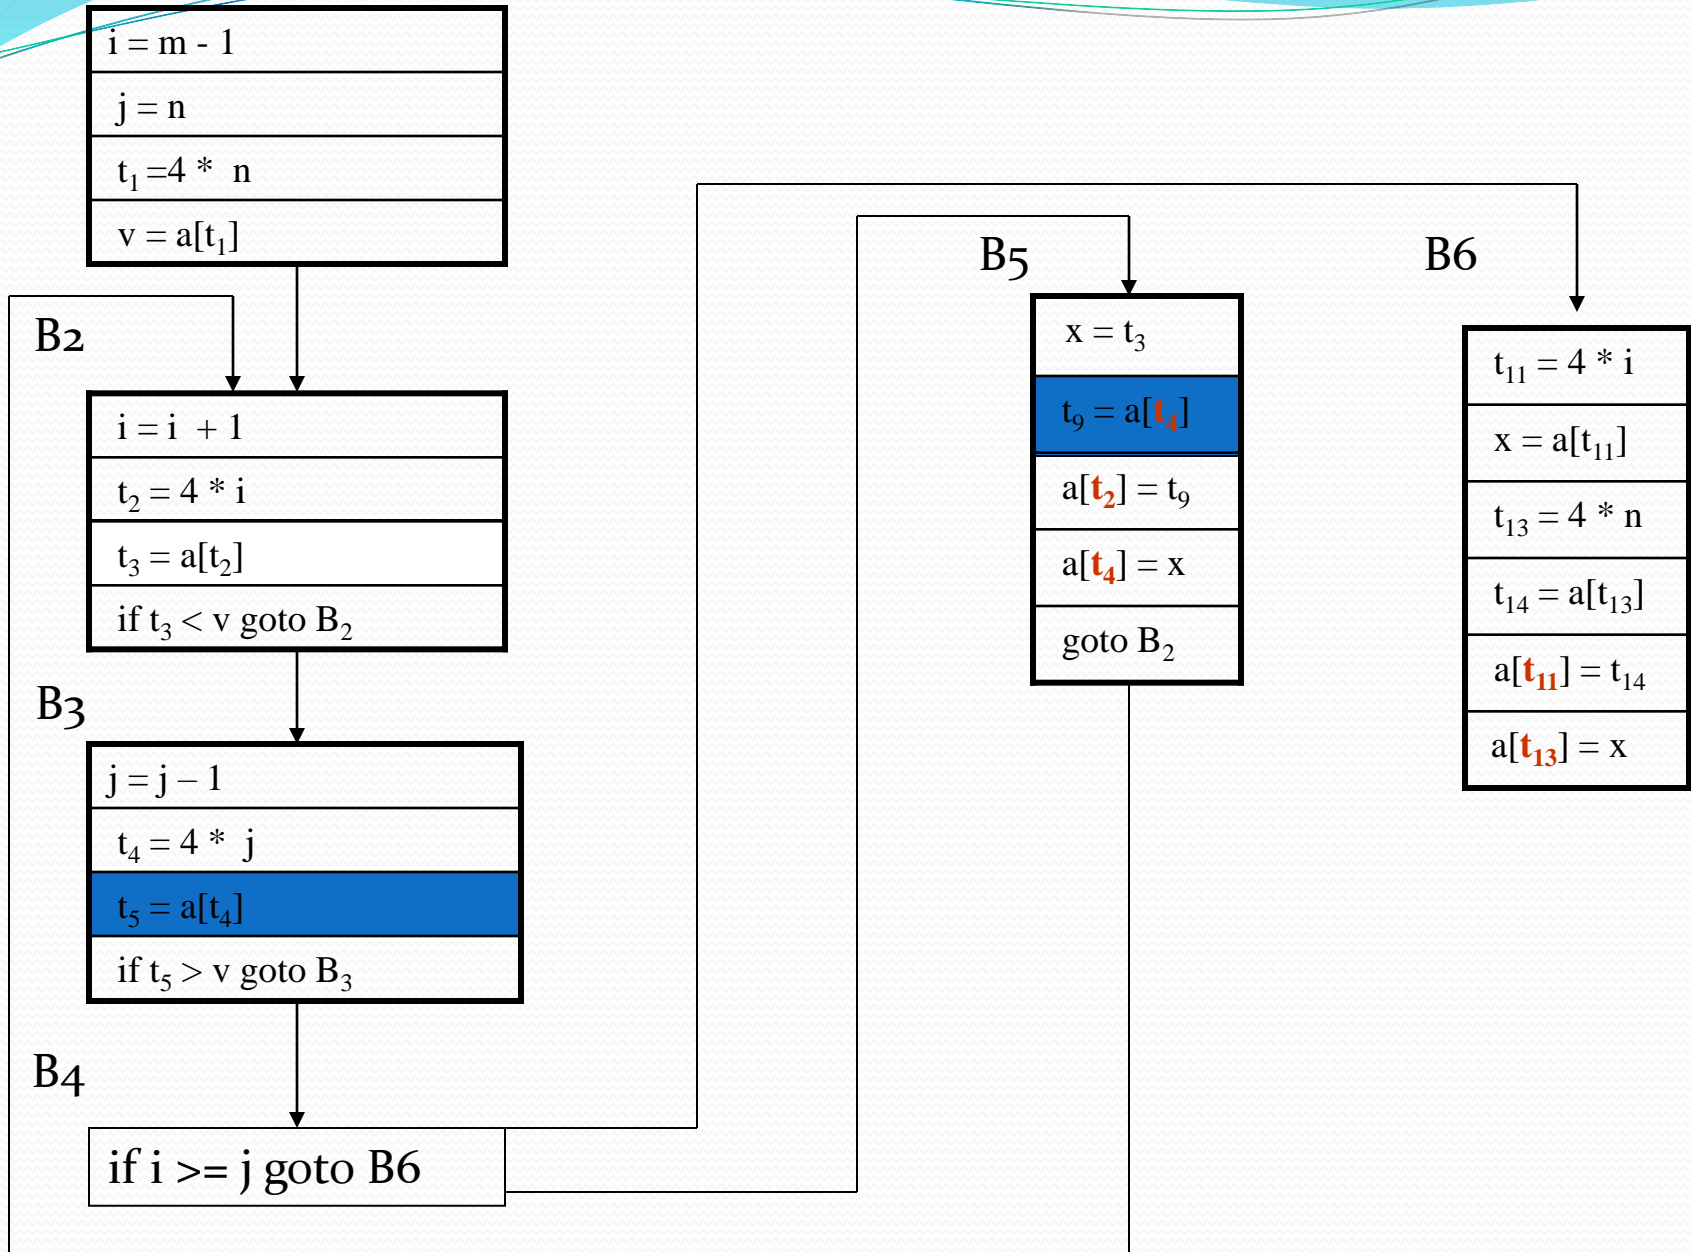 i = m - 1
j = n
t₁ =4 * n
v = a[t₁]
B2
i = i + 1
t₂ = 4 * i
t₃ = a[t₂]
if t₃ < v goto B₂
B3
j = j – 1
t₄ = 4 * j
t₅ = a[t₄]
if t₅ > v goto B₃
B4
if i >= j goto B6
B5
x = t₃
t₉ = a[t₄]
a[t₂] = t₉
a[t₄] = x
goto B₂
B6
t₁₁ = 4 * i
x = a[t₁₁]
t₁₃ = 4 * n
t₁₄ = a[t₁₃]
a[t₁₁] = t₁₄
a[t₁₃] = x